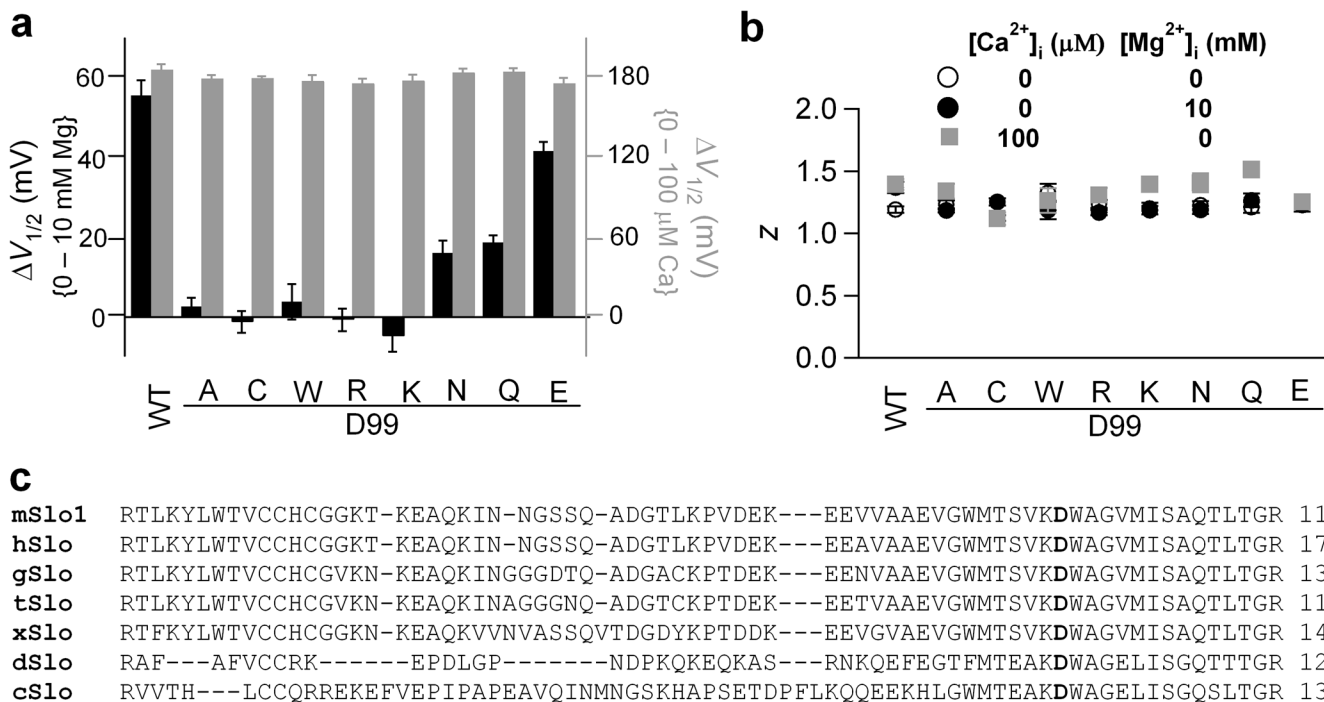 a
ΔV1/2 (mV)
{0 – 10 mM Mg}
60
40
20
0
180
120
60
0
ΔV1/2 (mV)
{0 – 100 μM Ca}
WT A C W R K N Q E
D99
b
[Ca2+]i (μM) [Mg2+]i (mM)
0 0
0 10
100 0
z
2.0
1.5
1.0
0.5
0.0
WT A C W R K N Q E
D99
c
mSlo1 RTLKYLWTVCCHCGGKT-KEAQKIN-NGSSQ-ADGTLKPVDEK---EEVVAAEVGWMTSVKDWAGVMISAQTLTGR 11
hSlo RTLKYLWTVCCHCGGKT-KEAQKIN-NGSSQ-ADGTLKPVDEK---EEAVAAEVGWMTSVKDWAGVMISAQTLTGR 17
gSlo RTLKYLWTVCCHCGVKN-KEAQKINGGGDTQ-ADGACKPTDEK---EENVAAEVGWMTSVKDWAGVMISAQTLTGR 13
tSlo RTLKYLWTVCCHCGVKN-KEAQKINAGGGNQ-ADGTCKPTDEK---EETVAAEVGWMTSVKDWAGVMISAQTLTGR 11
xSlo RTFKYLWTVCCHCGGKN-KEAQKVVNVASSQVTDGDYKPTDDK---EEVGVAEVGWMTSVKDWAGVMISAQTLTGR 14
dSlo RAF---AFVCCRK------EPDLGP---------NDPKQKEQKAS---RNKQEFEGTFMTEAKDWAGELISGQTTTGR 12
cSlo RVVTH---LCCQRREKEFVEPIPAPEAVQINMNGSKHAPSETDPFLKQQEEKHLGWMTEAKDWAGELISGQSLTGR 13